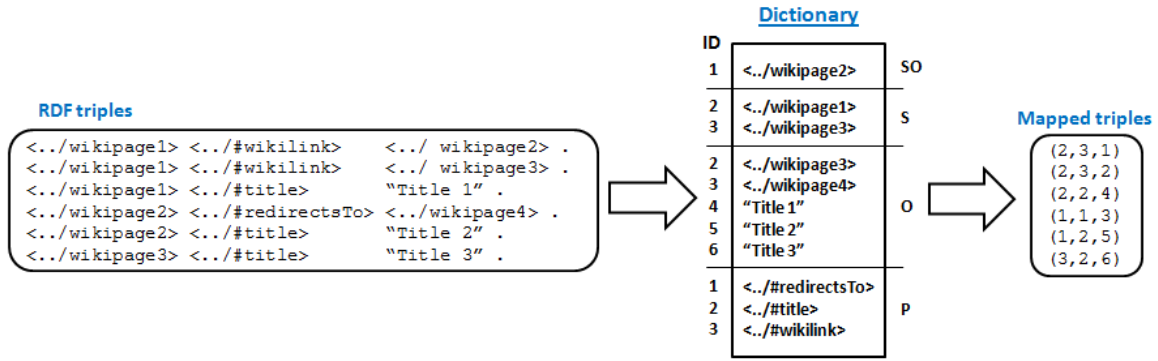 Dictionary
ID
1 <../wikipage2> SO
2 <../wikipage1>
3 <../wikipage3>
S
2 <../wikipage3>
3 <../wikipage4>
4 “Title 1”
5 “Title 2”
6 “Title 3”
O
1 <../#redirectsTo>
2 <../#title>
3 <../#wikilink>
P
RDF triples
<../wikipage1> <../#wikilink> <../ wikipage2> .
<../wikipage1> <../#wikilink> <../ wikipage3> .
<../wikipage1> <../#title> “Title 1” .
<../wikipage2> <../#redirectsTo> <../wikipage4> .
<../wikipage2> <../#title> “Title 2” .
<../wikipage3> <../#title> “Title 3” .
Mapped triples
(2,3,1)
(2,3,2)
(2,2,4)
(1,1,3)
(1,2,5)
(3,2,6)